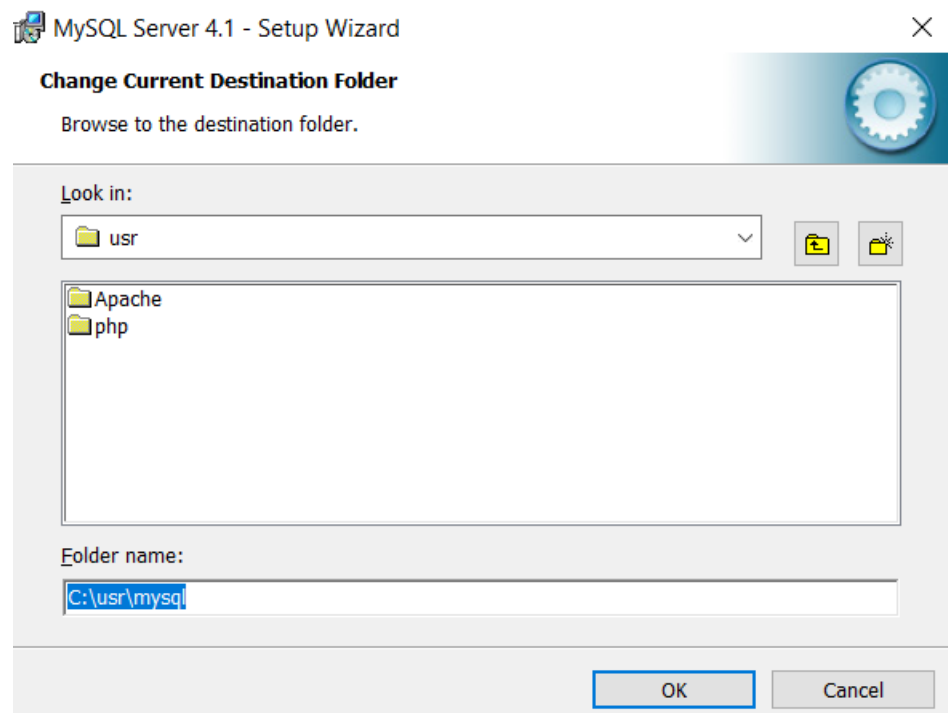 MySQL Server 4.1 - Setup Wizard
Change Current Destination Folder
Browse to the destination folder.
Look in:
usr
Apache
php
Folder name:
C:\usr\mysql
OK
Cancel